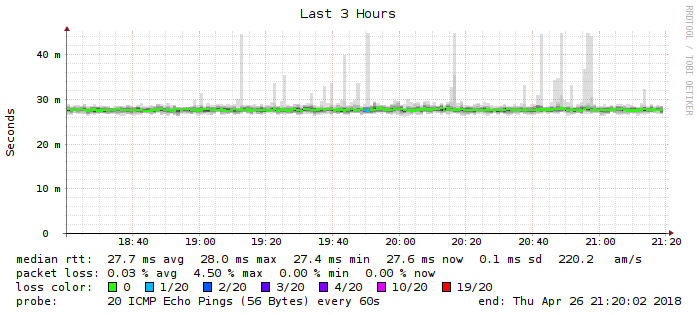 Last 3 Hours
RRDTOOL / TOBI OETIKER
Seconds
40 m
30 m
20 m
10 m
0
18:40 19:00 19:20 19:40 20:00 20:20 20:40 21:00 21:20
median rtt: 27.7 ms avg 28.0 ms max 27.4 ms min 27.6 ms now 0.1 ms sd 220.2 am/s
packet loss: 0.03 % avg 4.50 % max 0.00 % min 0.00 % now
loss color: 0 1/20 2/20 3/20 4/20 10/20 19/20
probe: 20 ICMP Echo Pings (56 Bytes) every 60s end: Thu Apr 26 21:20:02 2018